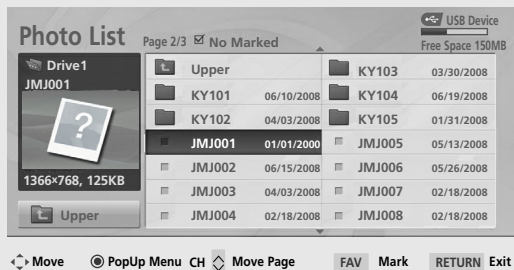 Photo List
Page 2/3
No Marked
USB Device
Free Space 150MB
Drive1
JMJ001
?
1366×768, 125KB
Upper
Upper
KY101 06/10/2008
KY102 04/03/2008
JMJ001 01/01/2000
JMJ002 06/15/2008
JMJ003 04/03/2008
JMJ004 02/18/2008
KY103 03/30/2008
KY104 06/19/2008
KY105 01/31/2008
JMJ005 05/13/2008
JMJ006 05/26/2008
JMJ007 02/18/2008
JMJ008 02/18/2008
Move PopUp Menu CH Move Page FAV Mark RETURN Exit